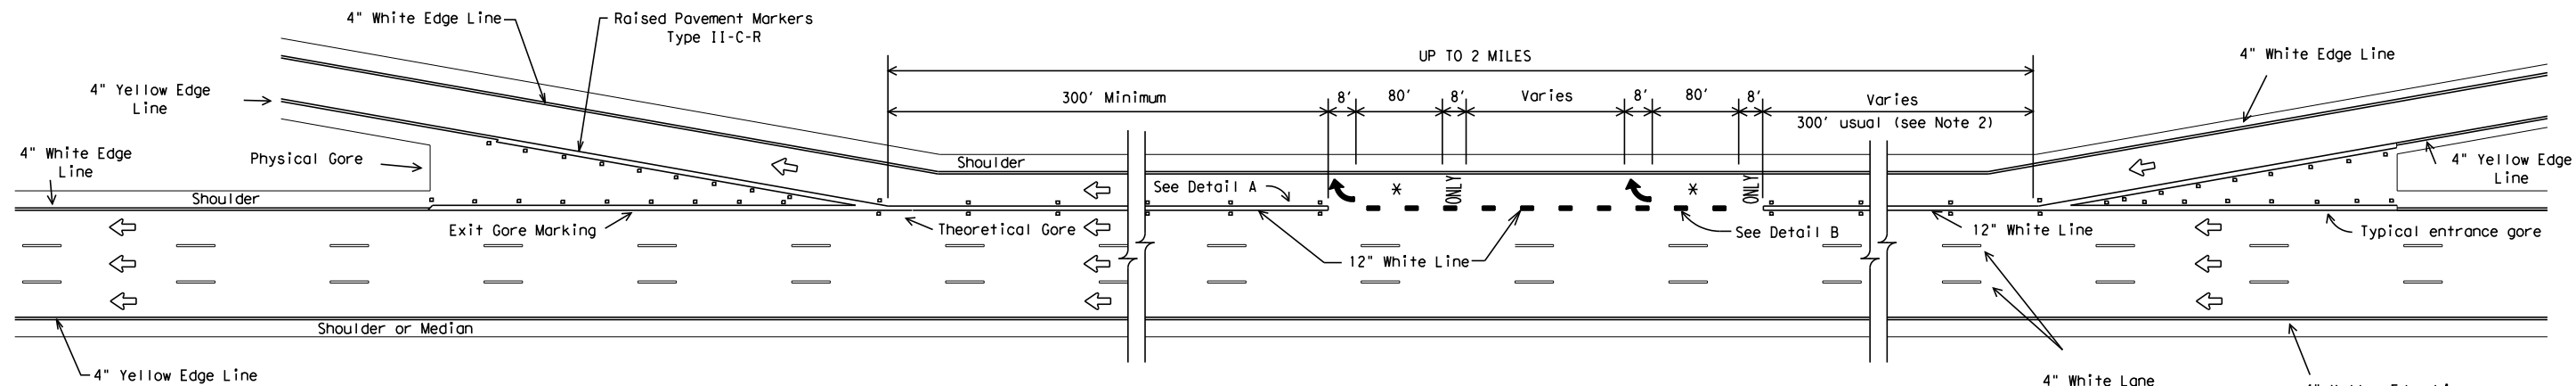 4" White Edge Line
Raised Pavement Markers
Type II-C-R
UP TO 2 MILES
4" White Edge Line
4" Yellow Edge
Line
300' Minimum
8'
80'
8'
Varies
8'
80'
8'
Varies
300' usual (see Note 2)
4" White Edge
Line
Physical Gore
Shoulder
4" Yellow Edge
Line
Shoulder
See Detail A
*
ONLY
*
ONLY
Exit Gore Marking
Theoretical Gore
See Detail B
12" White Line
Typical entrance gore
12" White Line
Shoulder or Median
4" Yellow Edge Line
4" White Lane